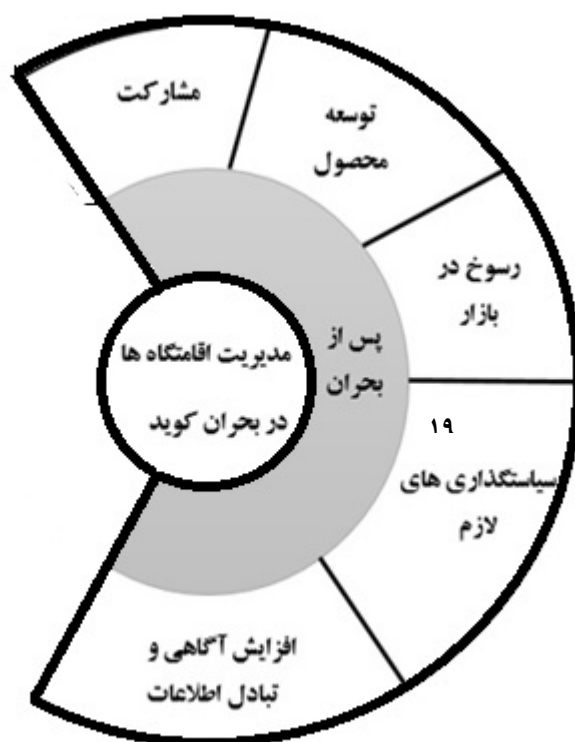 مشارکت
توسعه
محصول
رسوخ در
بازار
پس از
بحران
مدیریت اقامتگاه ها
در بحران کوید
۱۹
سیاستگذاری های
لازم
افزایش آگاهی و
تبادل اطلاعات